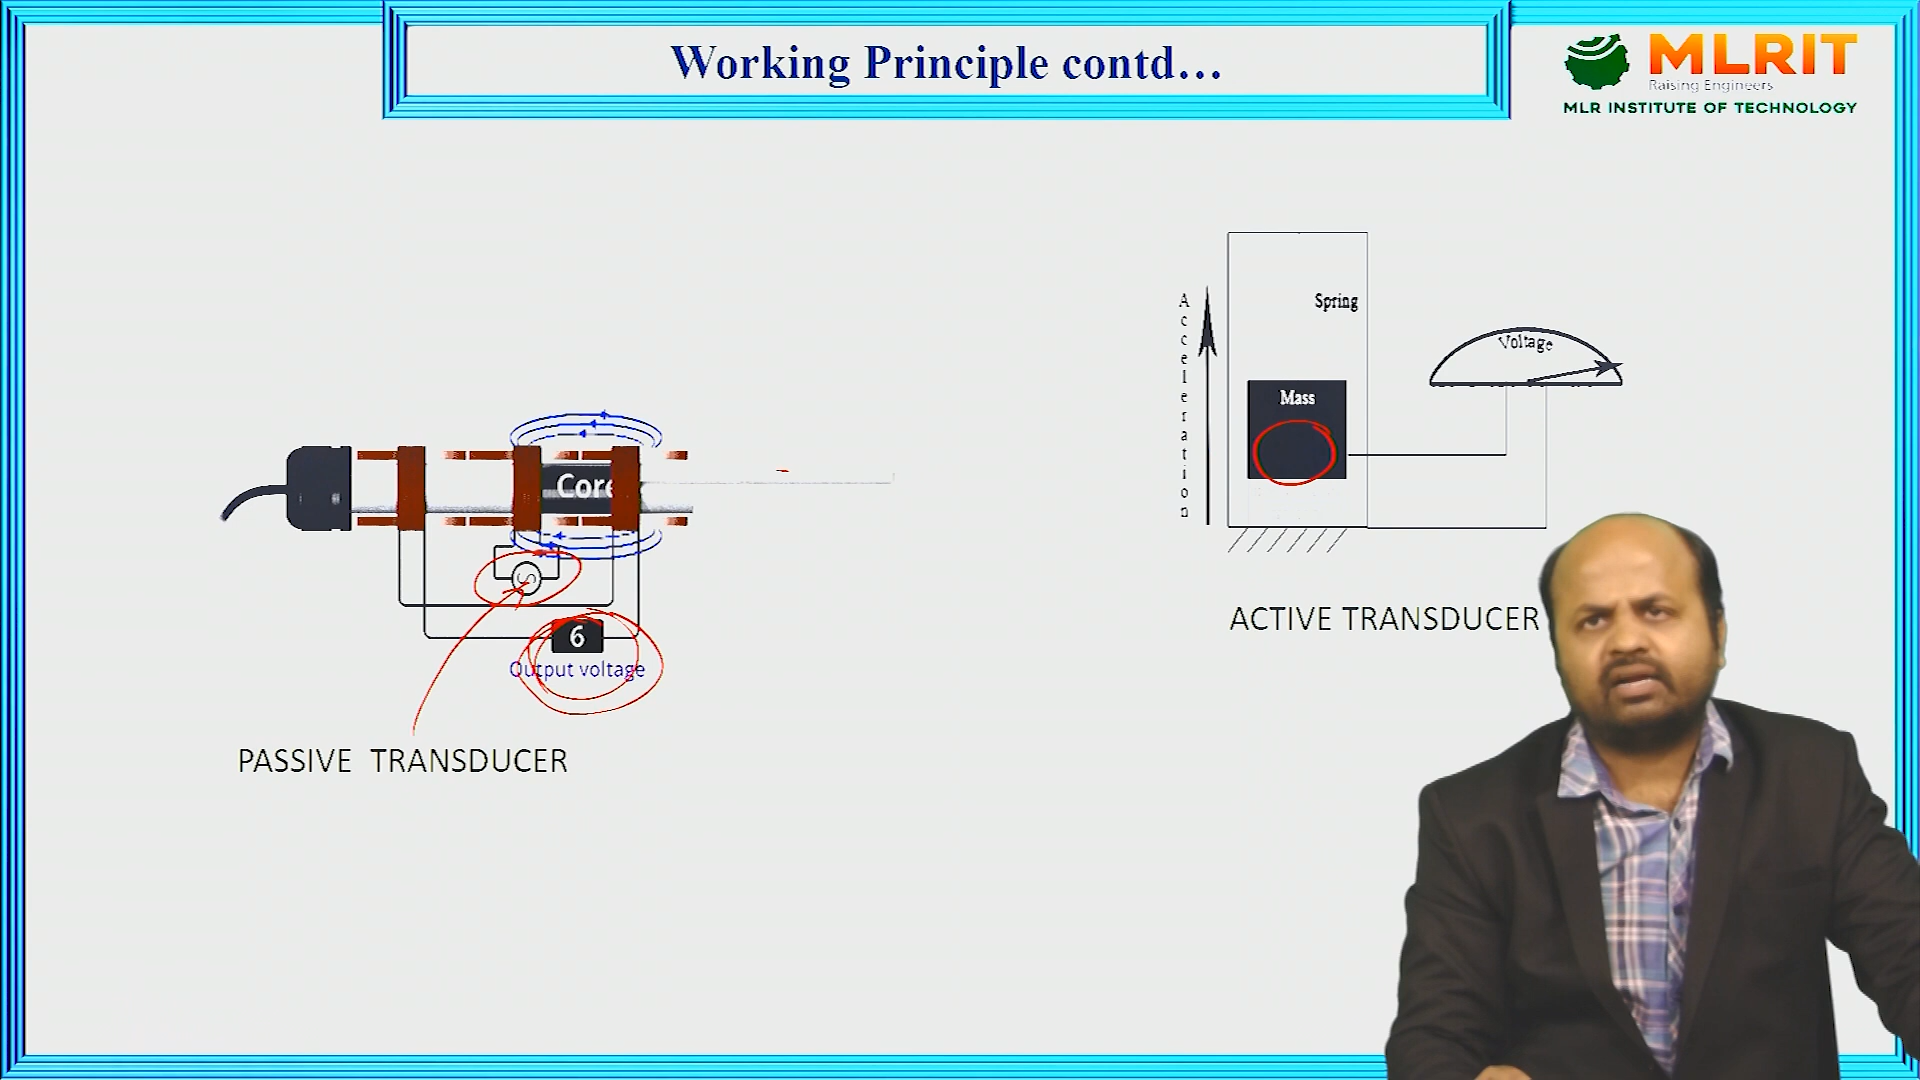 Working Principle contd...
MLRIT
Raising Engineers
MLR INSTITUTE OF TECHNOLOGY
Core
6
Output voltage
PASSIVE TRANSDUCER
Acceleration
Spring
Mass
Voltage
ACTIVE TRANSDUCER